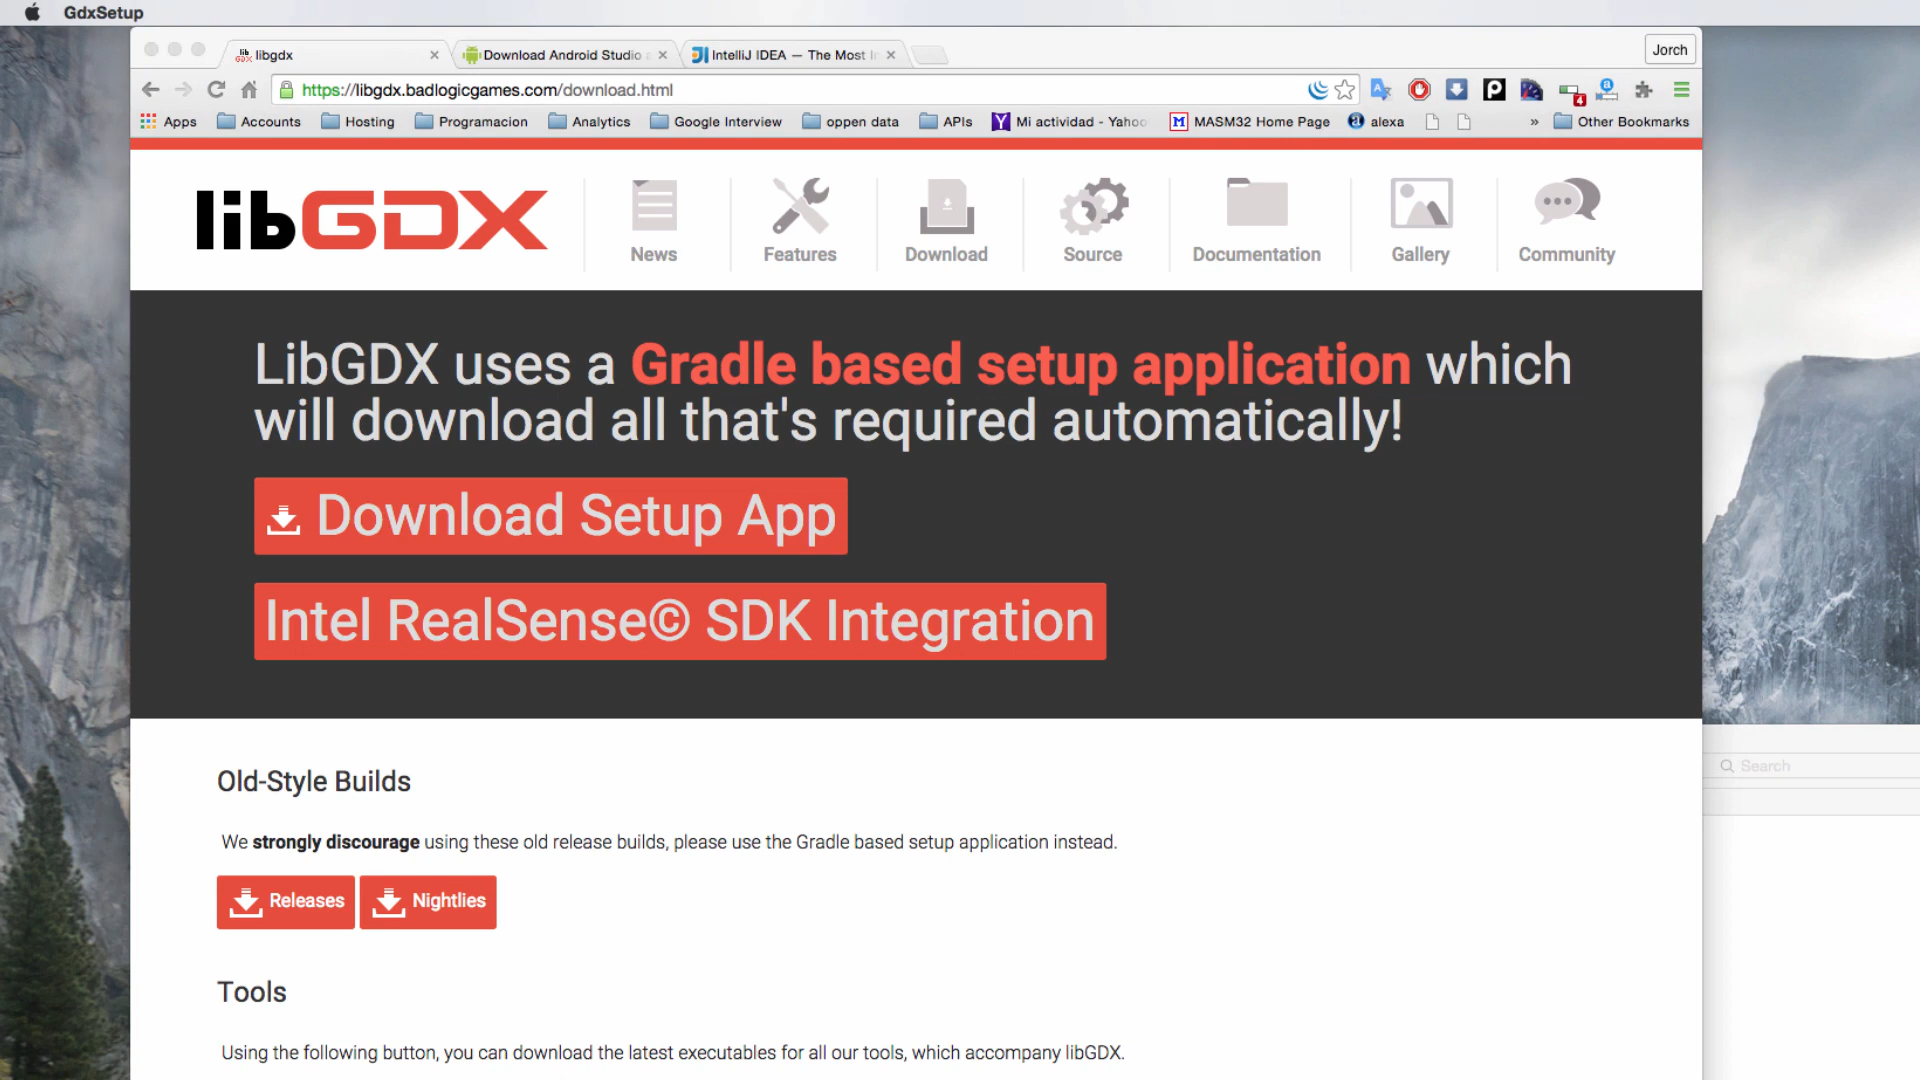 GdxSetup
libgdx
Download Android Studio a
IntelliJ IDEA — The Most In
Jorch
https://libgdx.badlogicgames.com/download.html
4
Apps
Accounts
Hosting
Programacion
Analytics
Google Interview
oppen data
APIs
Mi actividad - Yahoo
MASM32 Home Page
alexa
»
Other Bookmarks
libGDX
News
Features
Download
Source
Documentation
Gallery
Community
LibGDX uses a Gradle based setup application which
will download all that's required automatically!
Download Setup App
Intel RealSense© SDK Integration
Search
Old-Style Builds
We strongly discourage using these old release builds, please use the Gradle based setup application instead.
Releases
Nightlies
Tools
Using the following button, you can download the latest executables for all our tools, which accompany libGDX.